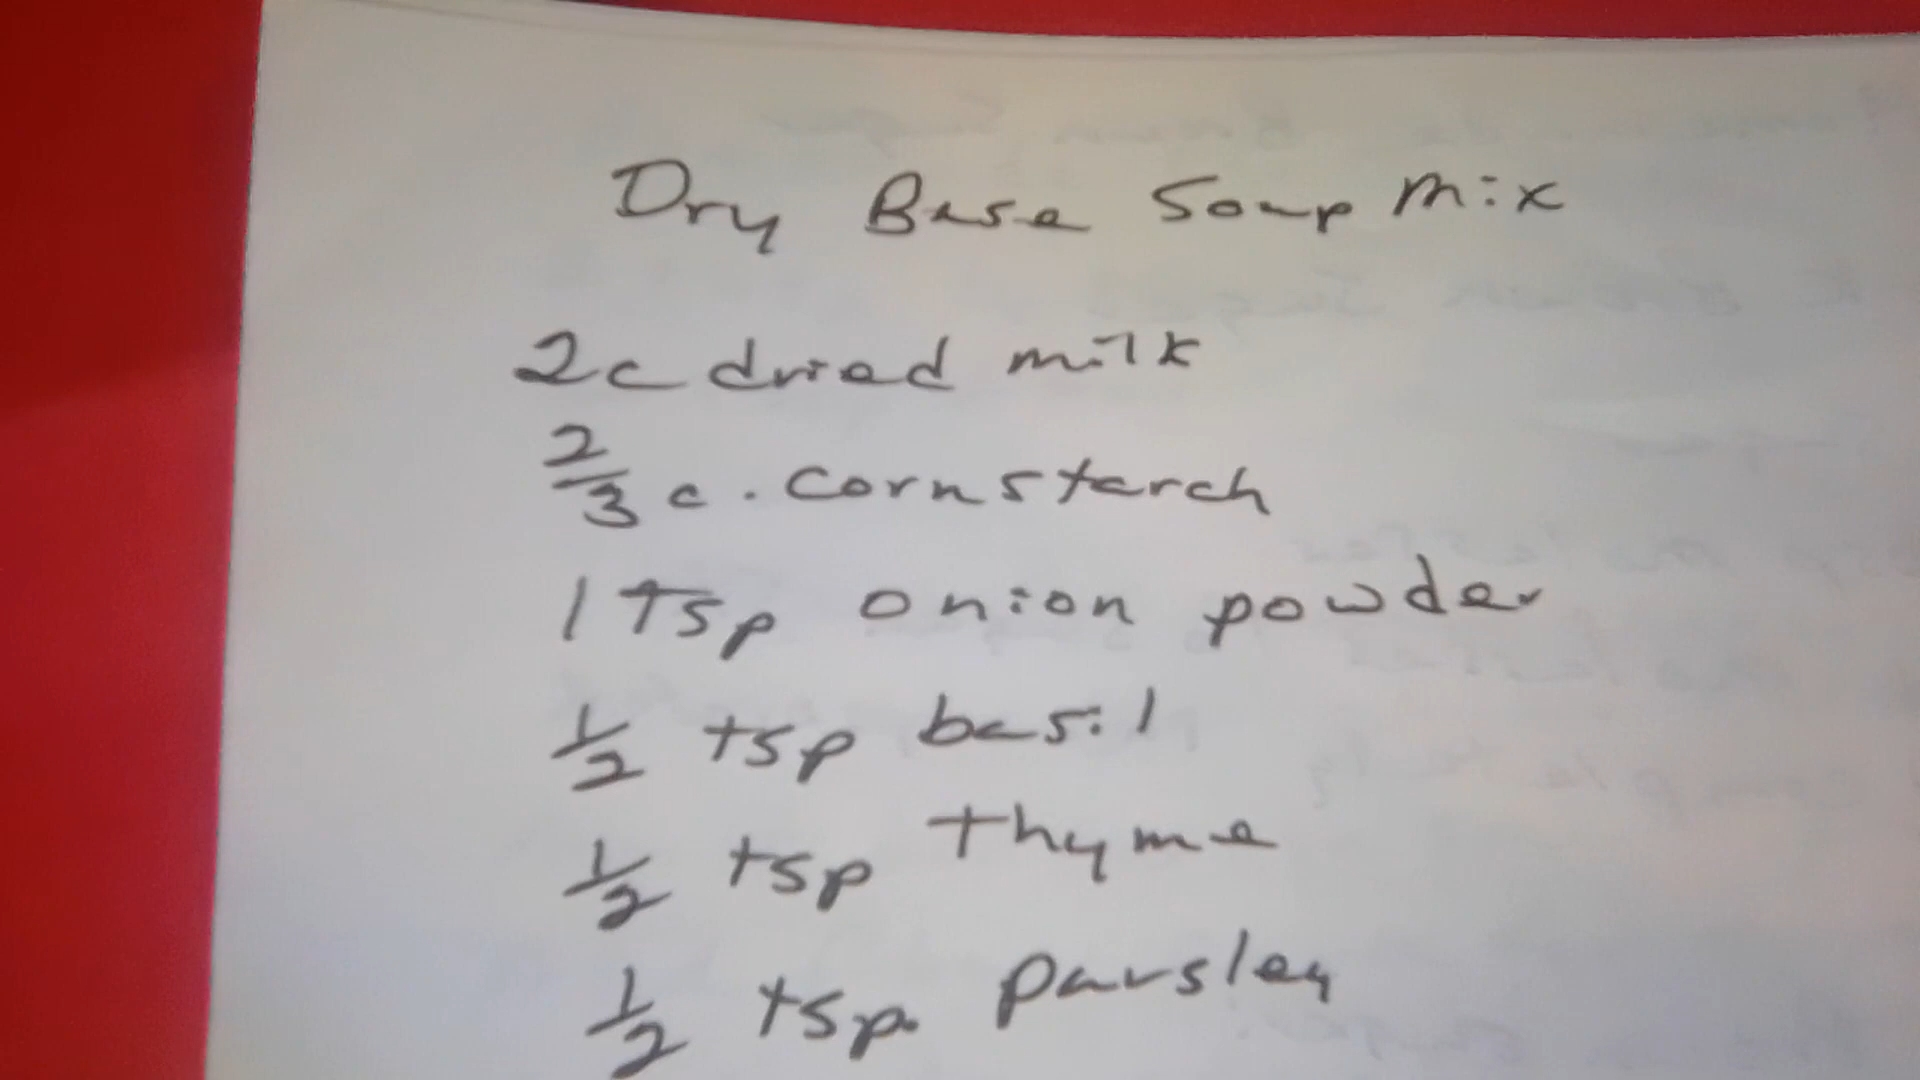 Dry Base Soup Mix
2c dried milk
2/3 c. cornstarch
1 Tsp onion powder
1/2 tsp basil
1/2 tsp thyme
1/2 tsp. parsley